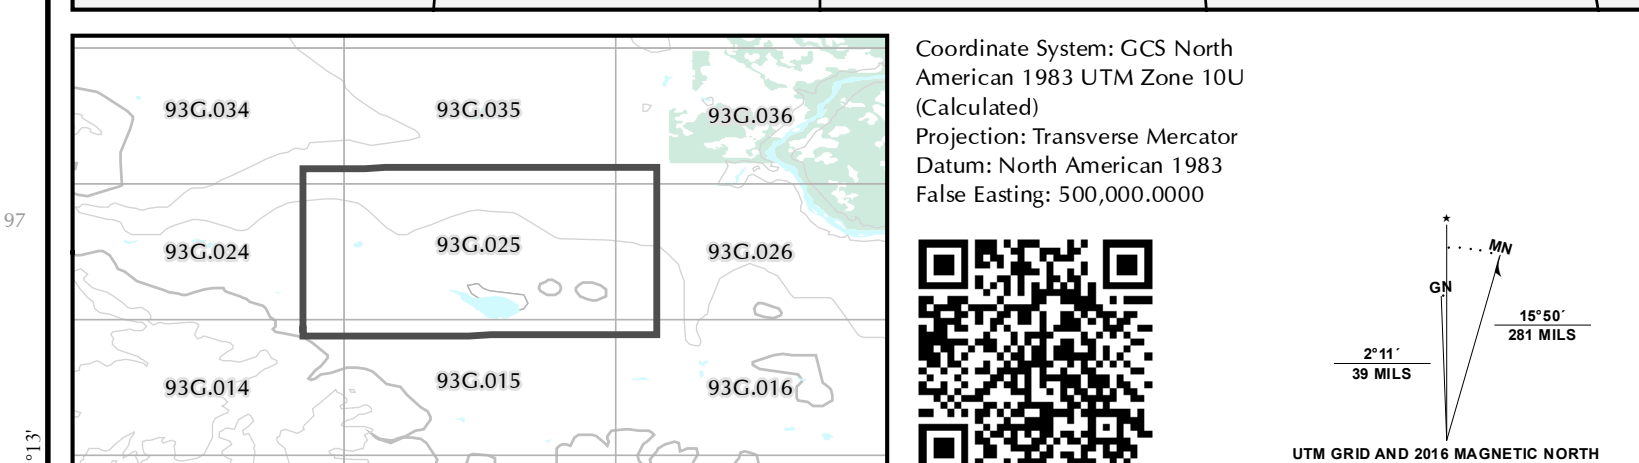 97
°13'
93G.034
93G.035
93G.036
93G.024
93G.025
93G.026
93G.014
93G.015
93G.016
Coordinate System: GCS North
American 1983 UTM Zone 10U
(Calculated)
Projection: Transverse Mercator
Datum: North American 1983
False Easting: 500,000.0000
MN
GN
15°50´
281 MILS
2°11´
39 MILS
UTM GRID AND 2016 MAGNETIC NORTH